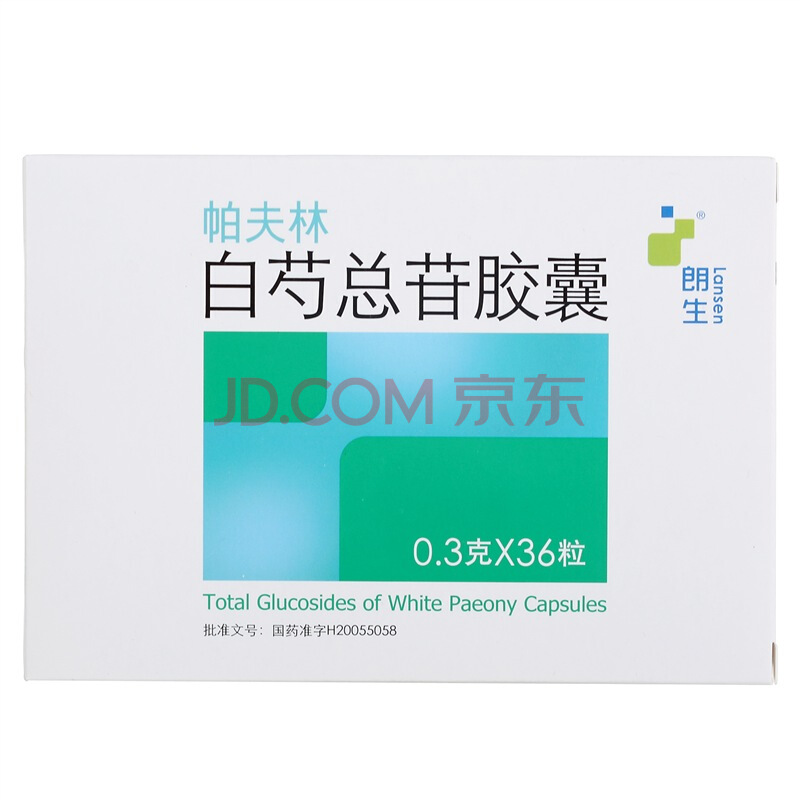 帕夫林
白芍总苷胶囊
®
朗生
Lansen
JD.COM 京东
0.3克X36粒
Total Glucosides of White Paeony Capsules
批准文号：国药准字H20055058